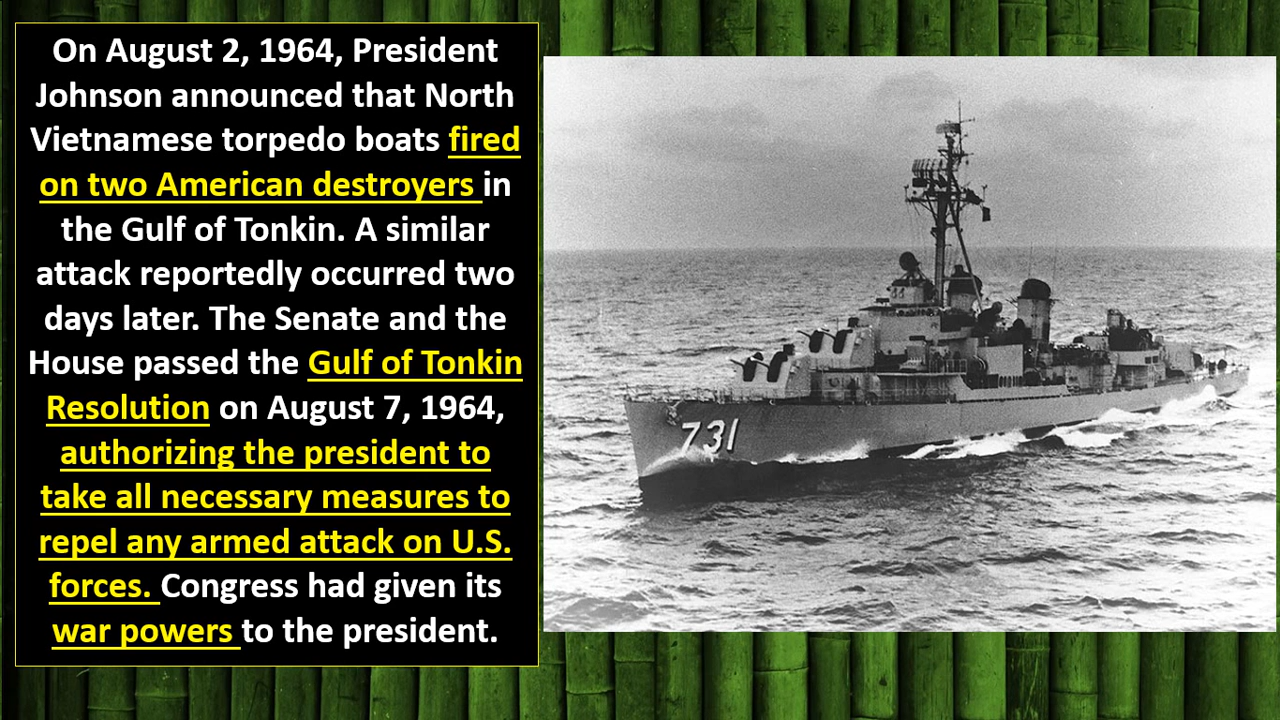 On August 2, 1964, President
Johnson announced that North
Vietnamese torpedo boats fired
on two American destroyers in
the Gulf of Tonkin. A similar
attack reportedly occurred two
days later. The Senate and the
House passed the Gulf of Tonkin
Resolution on August 7, 1964,
authorizing the president to
take all necessary measures to
repel any armed attack on U.S.
forces. Congress had given its
war powers to the president.
731